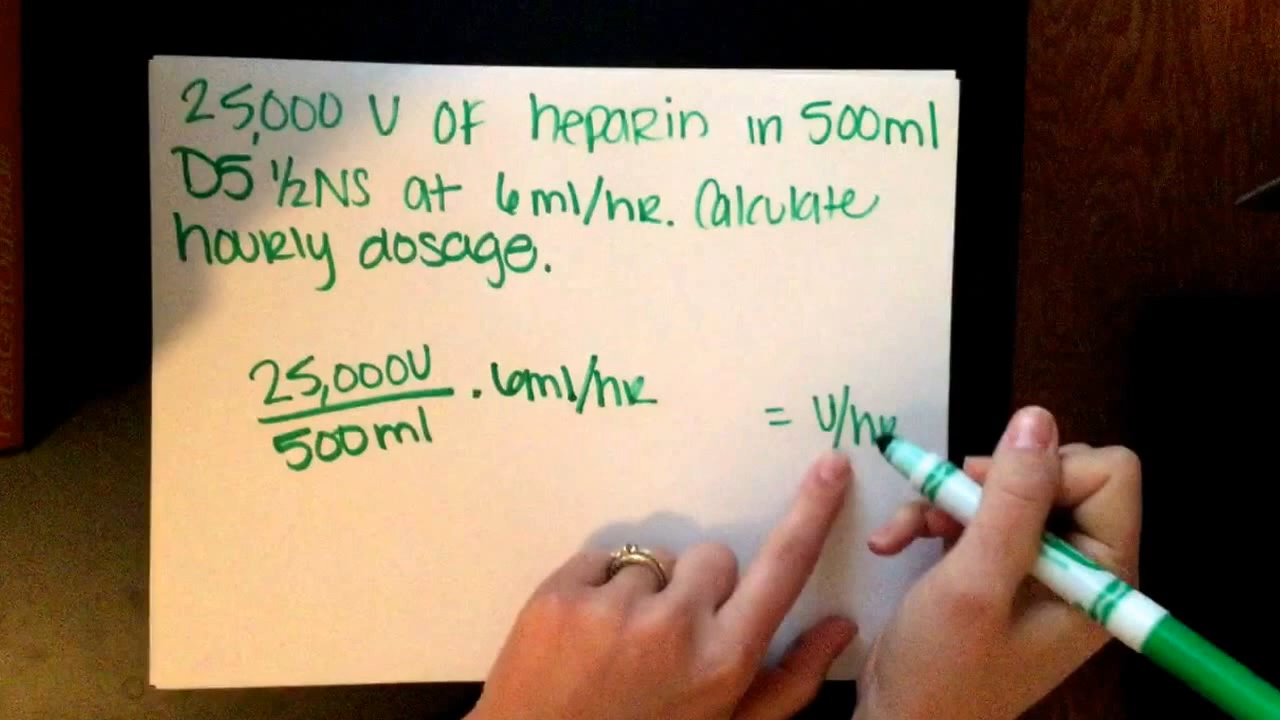 25,000 U OF heparin in 500ml
D5 ½NS at 6ml/hr. Calculate
hourly dosage.
25,000U . 6ml/hr = U/hr
500ml